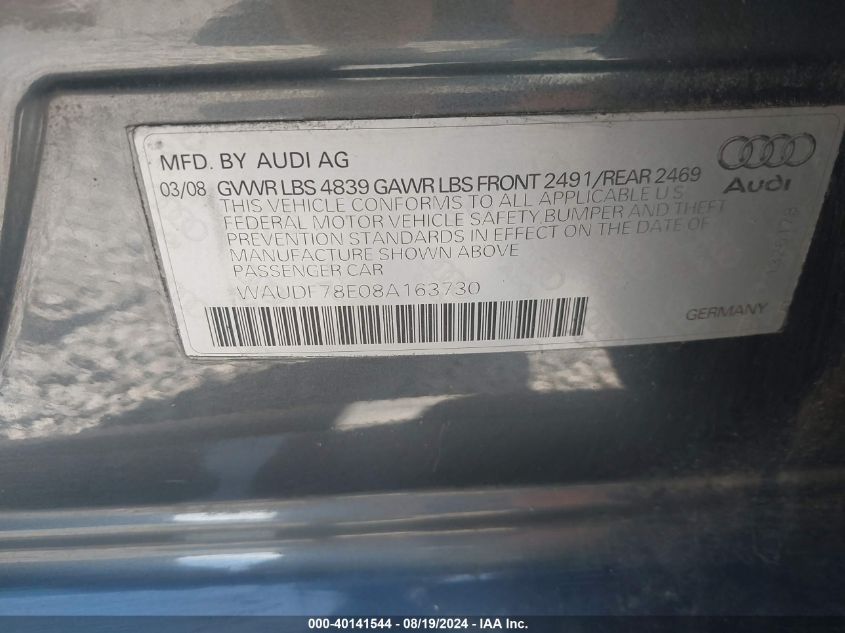 MFD. BY AUDI AG
03/08 GVWR LBS 4839 GAWR LBS FRONT 2491/REAR 2469
THIS VEHICLE CONFORMS TO ALL APPLICABLE U.S.
FEDERAL MOTOR VEHICLE SAFETY BUMPER AND THEFT
PREVENTION STANDARDS IN EFFECT ON THE DATE OF
MANUFACTURE SHOWN ABOVE
PASSENGER CAR
WAUDF78E08A163730
Audi
GERMANY
000-40141544 - 08/19/2024 - IAA Inc.